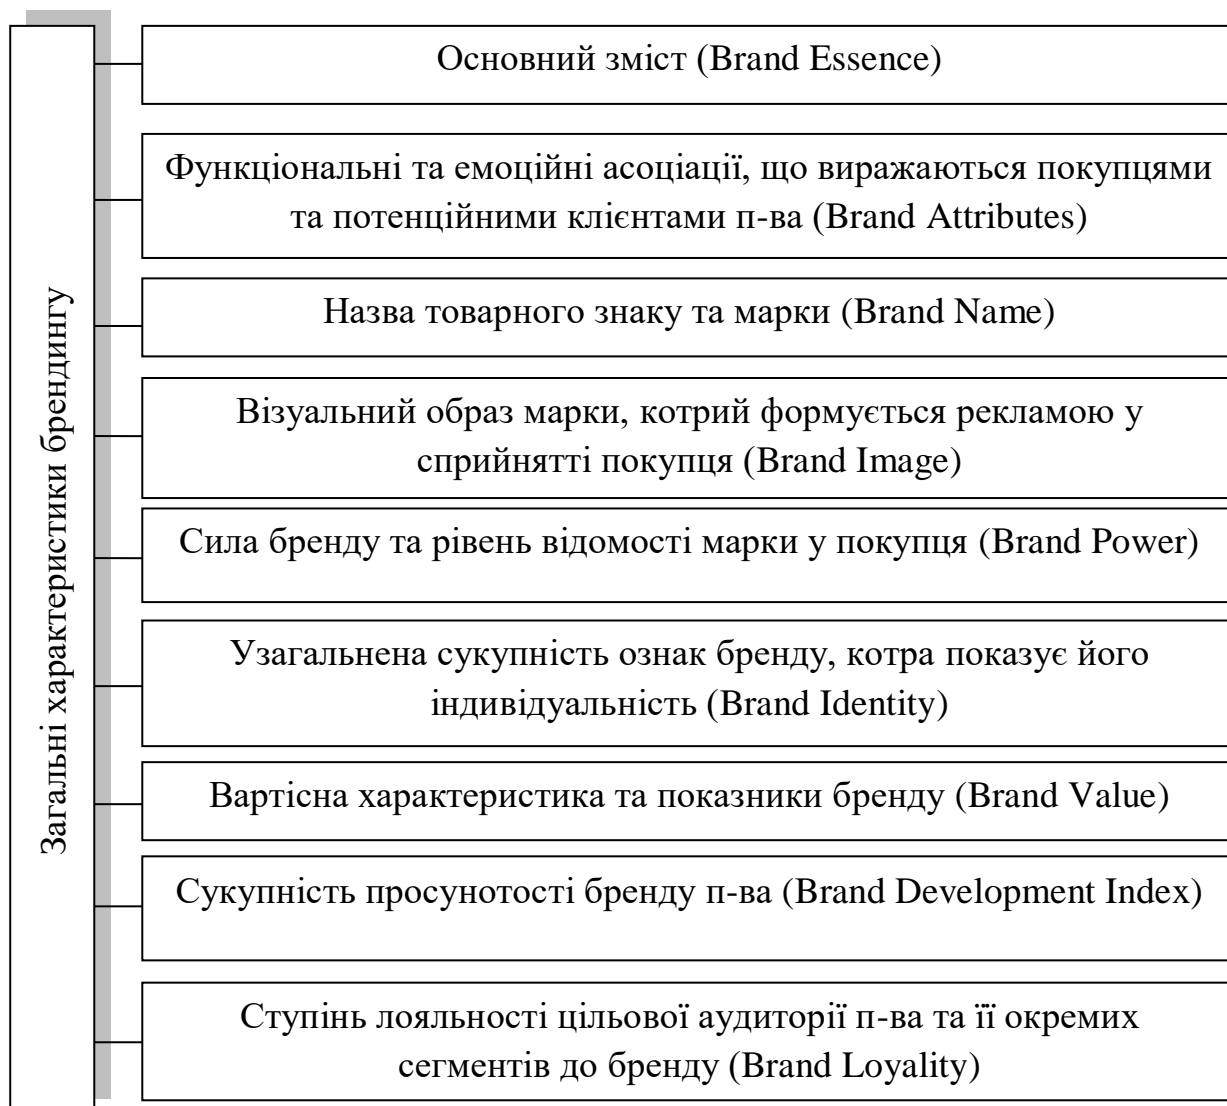 Загальні характеристики брендингу
Основний зміст (Brand Essence)
Функціональні та емоційні асоціації, що виражаються покупцями
та потенційними клієнтами п-ва (Brand Attributes)
Назва товарного знаку та марки (Brand Name)
Візуальний образ марки, котрий формується рекламою у
сприйнятті покупця (Brand Image)
Сила бренду та рівень відомості марки у покупця (Brand Power)
Узагальнена сукупність ознак бренду, котра показує його
індивідуальність (Brand Identity)
Вартісна характеристика та показники бренду (Brand Value)
Сукупність просунотості бренду п-ва (Brand Development Index)
Ступінь лояльності цільової аудиторії п-ва та її окремих
сегментів до бренду (Brand Loyality)